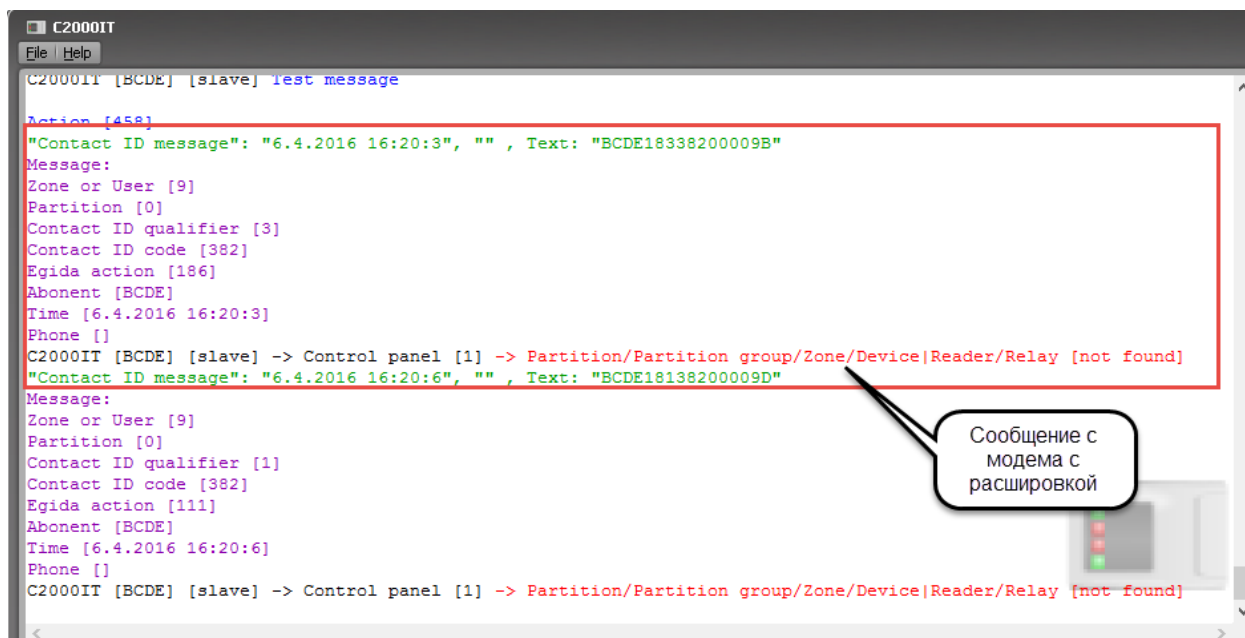 C2000IT
File Help
C2000IT [BCDE] [slave] Test message
Action [458]
"Contact ID message": "6.4.2016 16:20:3", "" , Text: "BCDE18338200009B"
Message:
Zone or User [9]
Partition [0]
Contact ID qualifier [3]
Contact ID code [382]
Egida action [186]
Abonent [BCDE]
Time [6.4.2016 16:20:3]
Phone []
C2000IT [BCDE] [slave] -> Control panel [1] -> Partition/Partition group/Zone/Device|Reader/Relay [not found]
"Contact ID message": "6.4.2016 16:20:6", "" , Text: "BCDE18138200009D"
Message:
Zone or User [9]
Partition [0]
Contact ID qualifier [1]
Contact ID code [382]
Egida action [111]
Abonent [BCDE]
Time [6.4.2016 16:20:6]
Phone []
C2000IT [BCDE] [slave] -> Control panel [1] -> Partition/Partition group/Zone/Device|Reader/Relay [not found]
Сообщение с
модема с
расшировкой